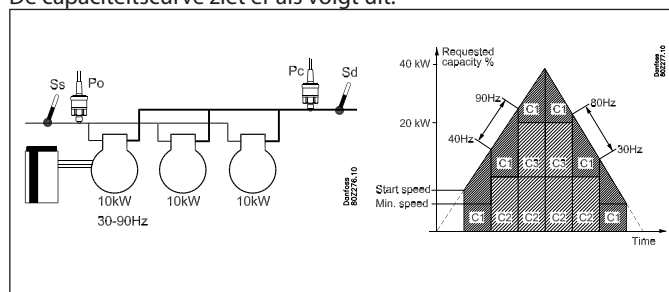 De capaciteitscurve ziet er als volgt uit:
Ss
Po
Pc
Sd
10kW
10kW
10kW
30-90Hz
Danfoss
80Z276.10
40 kW
Requested
capacity %
90Hz
C1
C1
80Hz
20 kW
40Hz
30Hz
C1
C3
C3
C1
Start speed
Min. speed
C1
C2
C2
C2
C2
C1
Time
Danfoss
80Z277.10